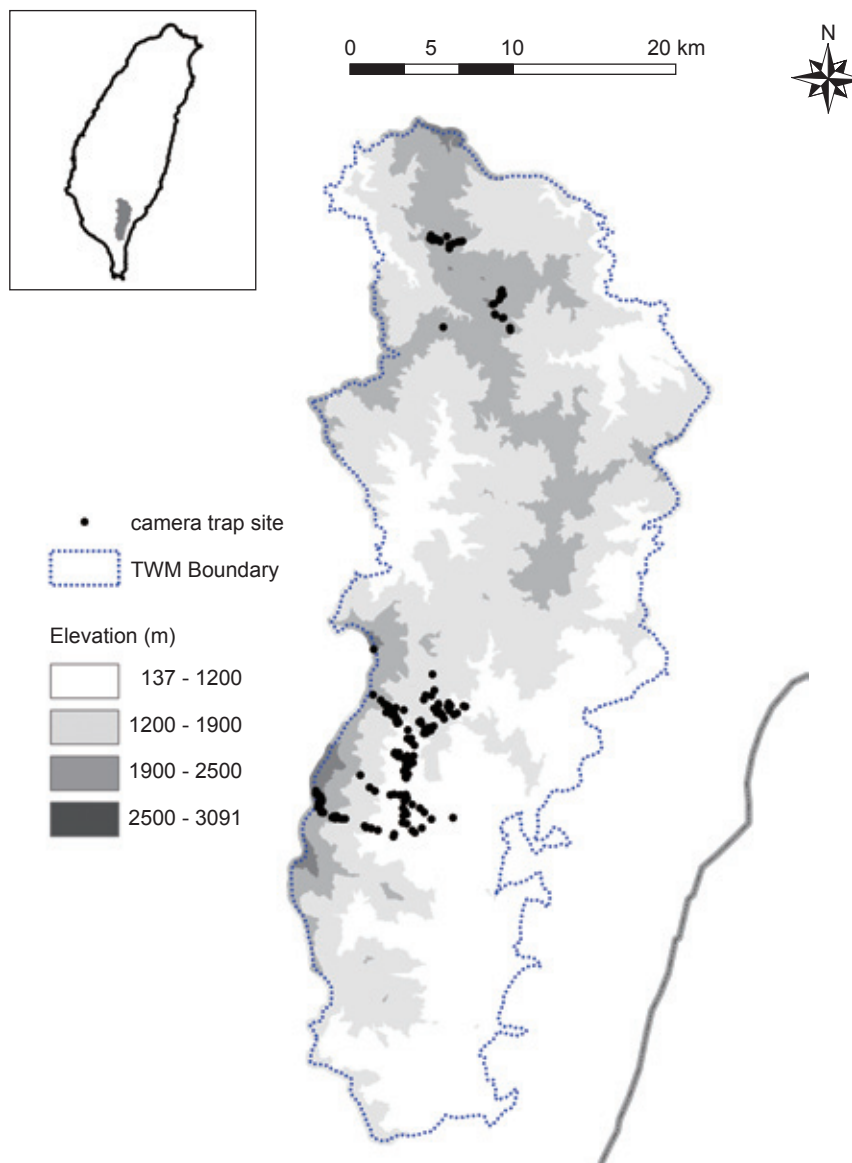 0 5 10 20 km
N
camera trap site
TWM Boundary
Elevation (m)
137 - 1200
1200 - 1900
1900 - 2500
2500 - 3091